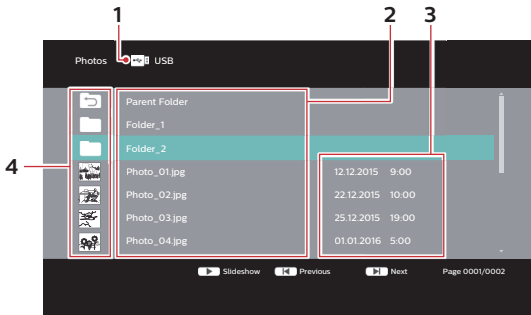 1 2 3
Photos USB
Parent Folder
Folder_1
Folder_2
4
Photo_01.jpg 12.12.2015 9:00
Photo_02.jpg 22.12.2015 10:00
Photo_03.jpg 25.12.2015 19:00
Photo_04.jpg 01.01.2016 5:00
Slideshow Previous Next Page 0001/0002